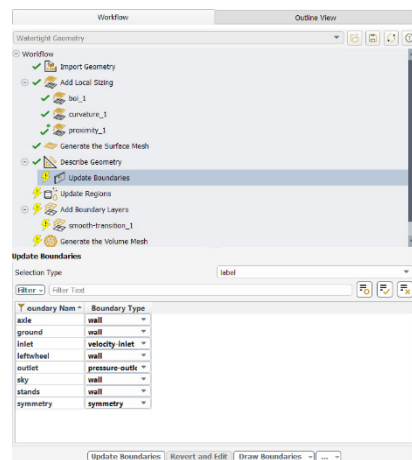 Workflow
Outline View
Watertight Geometry
Workflow
Import Geometry
Add Local Sizing
boi_1
curvature_1
proximity_1
Generate the Surface Mesh
Describe Geometry
Update Boundaries
Update Regions
Add Boundary Layers
smooth-transition_1
Generate the Volume Mesh
Update Boundaries
Selection Type label
Filter Filter Text
oundary Nam Boundary Type
axle wall
ground wall
inlet velocity-inlet
leftwheel wall
outlet pressure-outle
sky wall
stands wall
symmetry symmetry
Update Boundaries Revert and Edit Draw Boundaries ...